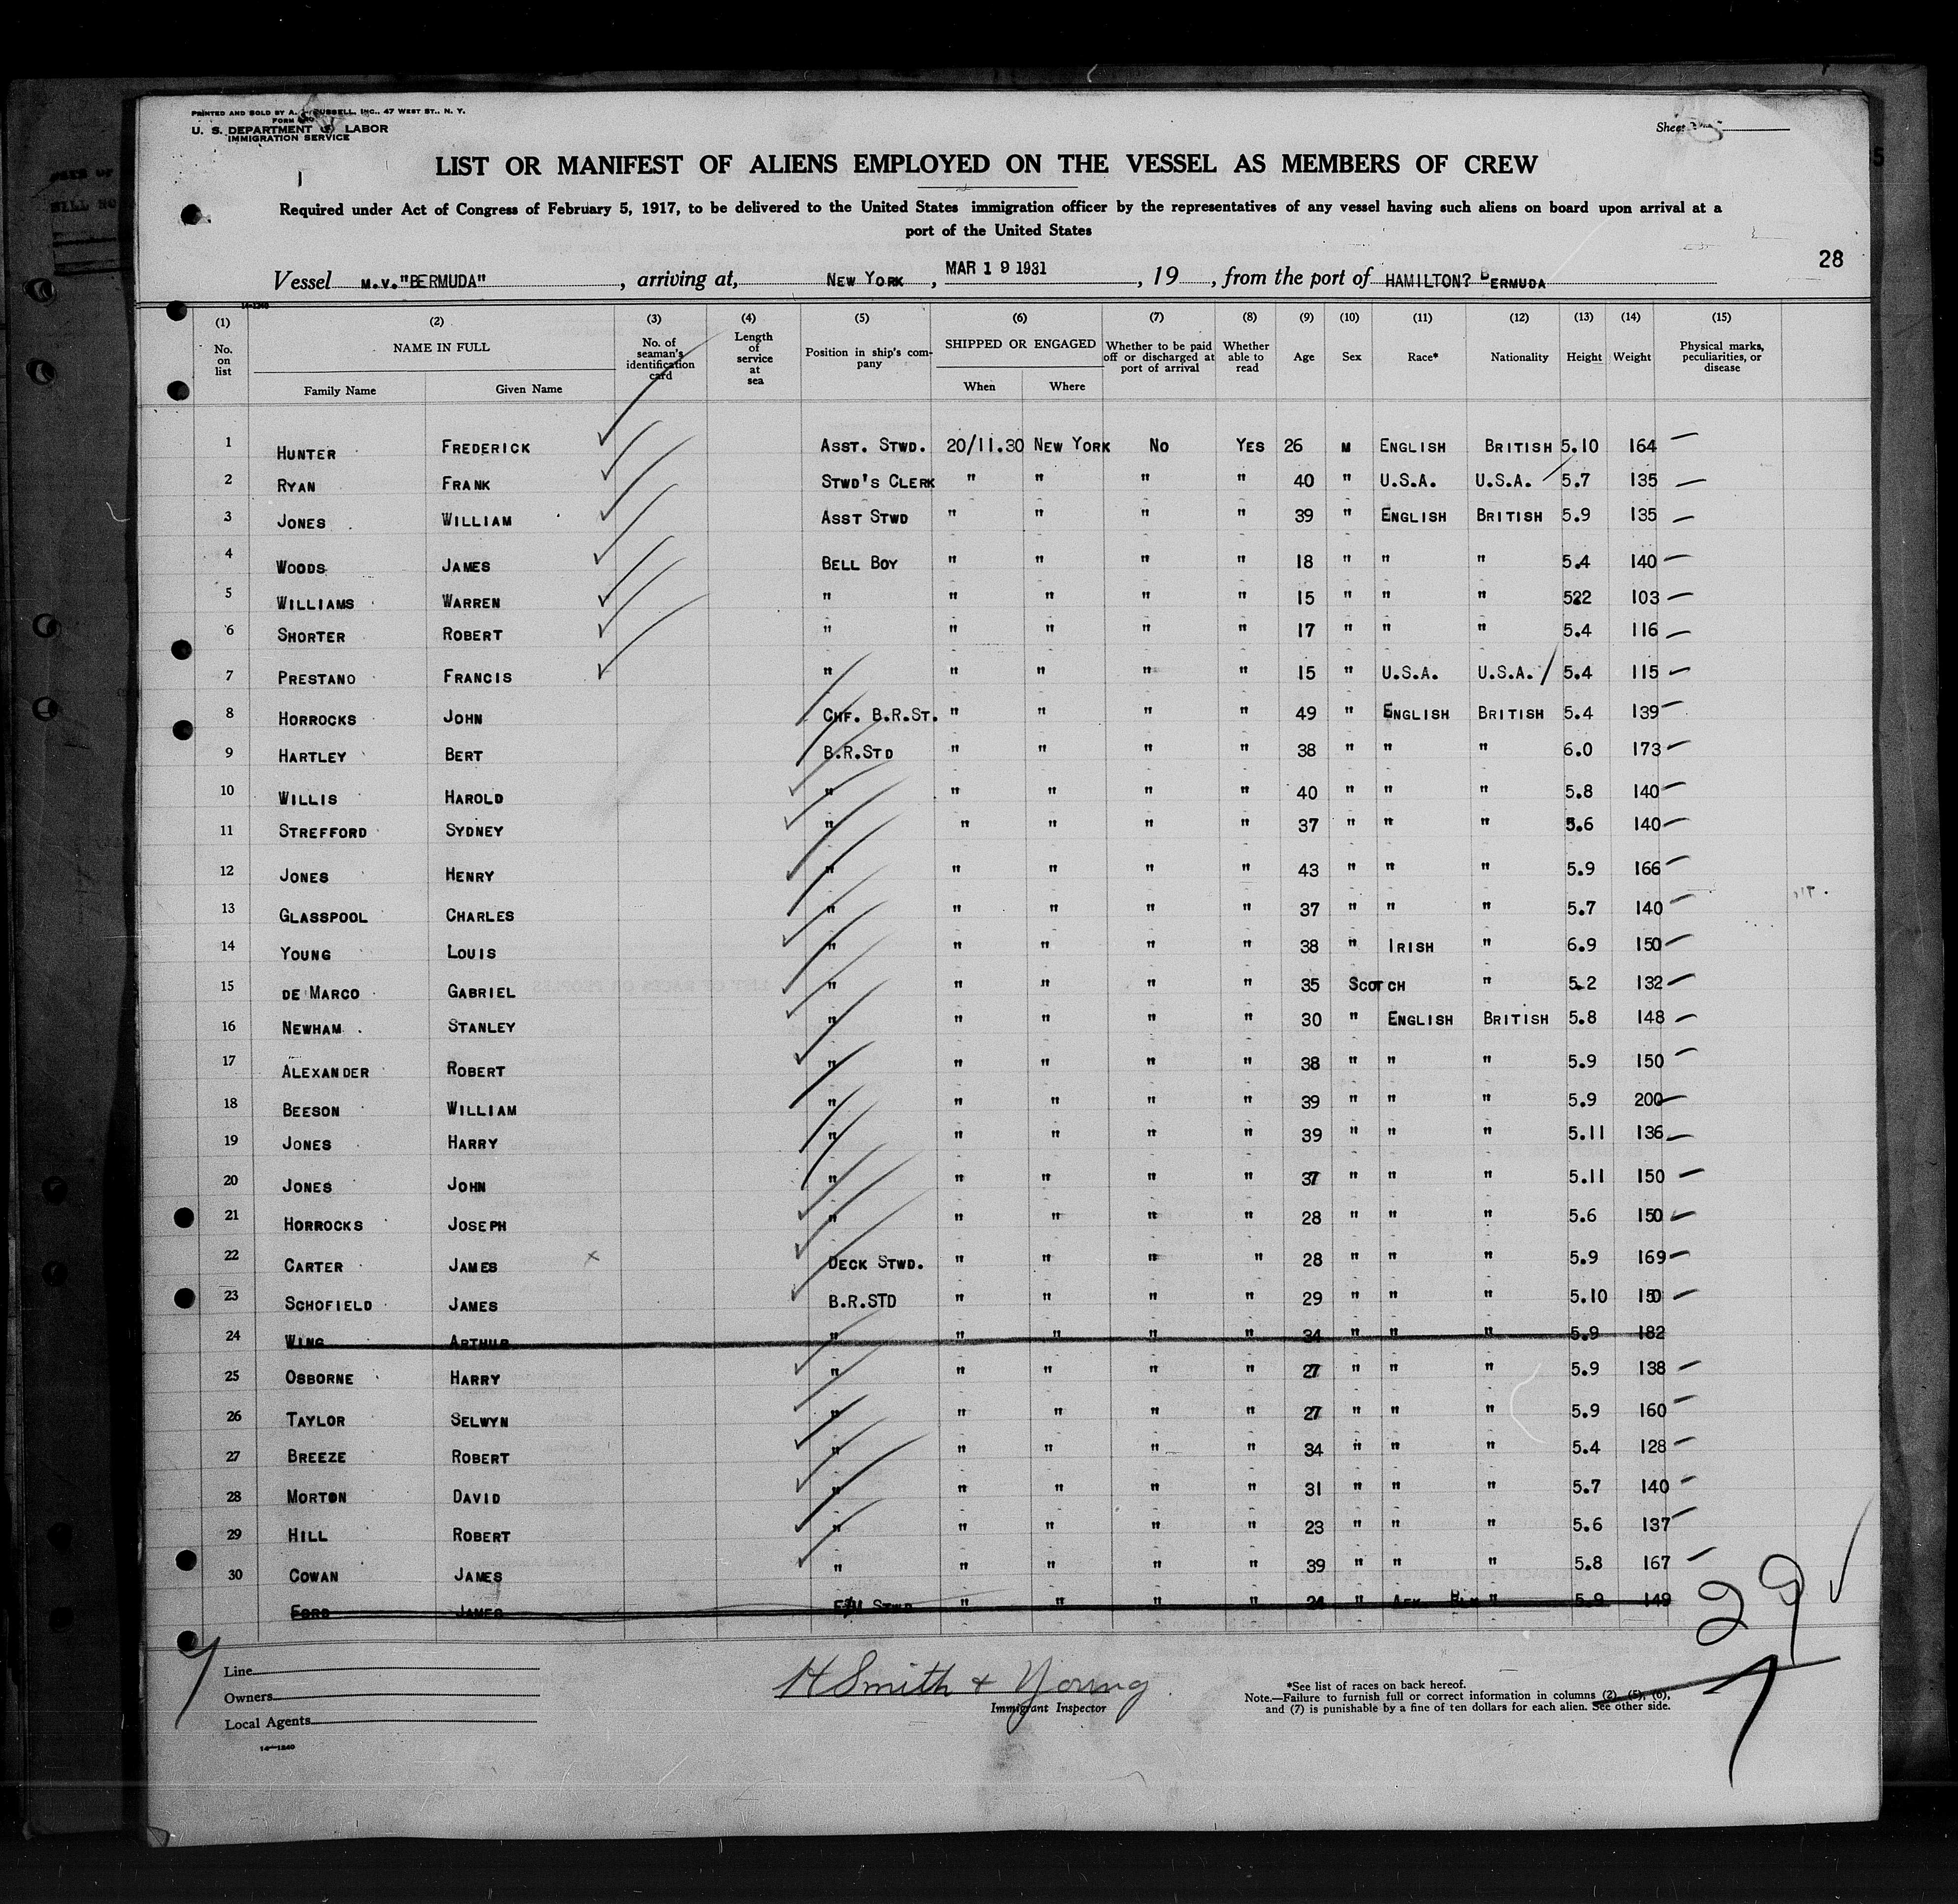 PRINTED AND SOLD BY A. RUSSELL, INC., 47 WEST ST., N. Y.
FORM
U. S. DEPARTMENT OF LABOR
IMMIGRATION SERVICE
Sheet
LIST OR MANIFEST OF ALIENS EMPLOYED ON THE VESSEL AS MEMBERS OF CREW
Required under Act of Congress of February 5, 1917, to be delivered to the United States immigration officer by the representatives of any vessel having such aliens on board upon arrival at a
port of the United States
28
Vessel M.V."BERMUDA", arriving at, NEW YORK, MAR 19 1931, 19, from the port of HAMILTON? BERMUDA
14-1240
(1) (2) (3) (4) (5) (6) (7) (8) (9) (10) (11) (12) (13) (14) (15)
No. on list NAME IN FULL Family Name Given Name No. of seaman's identification card Length of service at sea Position in ship's company SHIPPED OR ENGAGED When Where Whether to be paid off or discharged at port of arrival Whether able to read Age Sex Race* Nationality Height Weight Physical marks, peculiarities, or disease
1 HUNTER FREDERICK ASST. STWD. 20/11.30 NEW YORK NO YES 26 M ENGLISH BRITISH 5.10 164
2 RYAN FRANK STWD'S CLERK " " " " 40 " U.S.A. U.S.A. 5.7 135
3 JONES WILLIAM ASST STWD " " " " 39 " ENGLISH BRITISH 5.9 135
4 WOODS JAMES BELL BOY " " " " 18 " " " 5.4 140
5 WILLIAMS WARREN " " " " " 15 " " " 522 103
6 SHORTER ROBERT " " " " " 17 " " " 5.4 116
7 PRESTANO FRANCIS " " " " " 15 " U.S.A. U.S.A. 5.4 115
8 HORROCKS JOHN CHF. B.R.ST. " " " " 49 " ENGLISH BRITISH 5.4 139
9 HARTLEY BERT B.R.STD " " " " 38 " " " 6.0 173
10 WILLIS HAROLD " " " " " 40 " " " 5.8 140
11 STREFFORD SYDNEY " " " " " 37 " " " 5.6 140
12 JONES HENRY " " " " " 43 " " " 5.9 166
13 GLASSPOOL CHARLES " " " " " 37 " " " 5.7 140
14 YOUNG LOUIS " " " " " 38 " IRISH " 6.9 150
15 DE MARCO GABRIEL " " " " " 35 SCOTCH " 5.2 132
16 NEWHAM STANLEY " " " " " 30 " ENGLISH BRITISH 5.8 148
17 ALEXANDER ROBERT " " " " " 38 " " " 5.9 150
18 BEESON WILLIAM " " " " " 39 " " " 5.9 200
19 JONES HARRY " " " " " 39 " " " 5.11 136
20 JONES JOHN " " " " " 37 " " " 5.11 150
21 HORROCKS JOSEPH " " " " " 28 " " " 5.6 150
22 CARTER JAMES x DECK STWD. " " " " 28 " " " 5.9 169
23 SCHOFIELD JAMES B.R.STD " " " " 29 " " " 5.10 150
24 WING ARTHUR " " " " " 34 " " " 5.9 182
25 OSBORNE HARRY " " " " " 27 " " " 5.9 138
26 TAYLOR SELWYN " " " " " 27 " " " 5.9 160
27 BREEZE ROBERT " " " " " 34 " " " 5.4 128
28 MORTON DAVID " " " " " 31 " " " 5.7 140
29 HILL ROBERT " " " " " 23 " " " 5.6 137
30 COWAN JAMES " " " " " 39 " " " 5.8 167
FORD JAMES STWD " " " " 24 " AFR. BLK " 5.9 149
29
Line
Owners
Local Agents
14-1240
H Smith + Young
Immigrant Inspector
*See list of races on back hereof.
Note.—Failure to furnish full or correct information in columns (2), (5), (6),
and (7) is punishable by a fine of ten dollars for each alien. See other side.